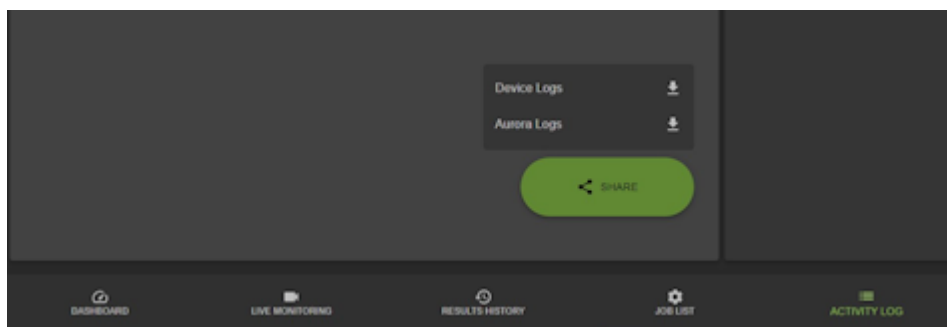 Device Logs
Aurora Logs
SHARE
DASHBOARD
LIVE MONITORING
RESULTS HISTORY
JOB LIST
ACTIVITY LOG